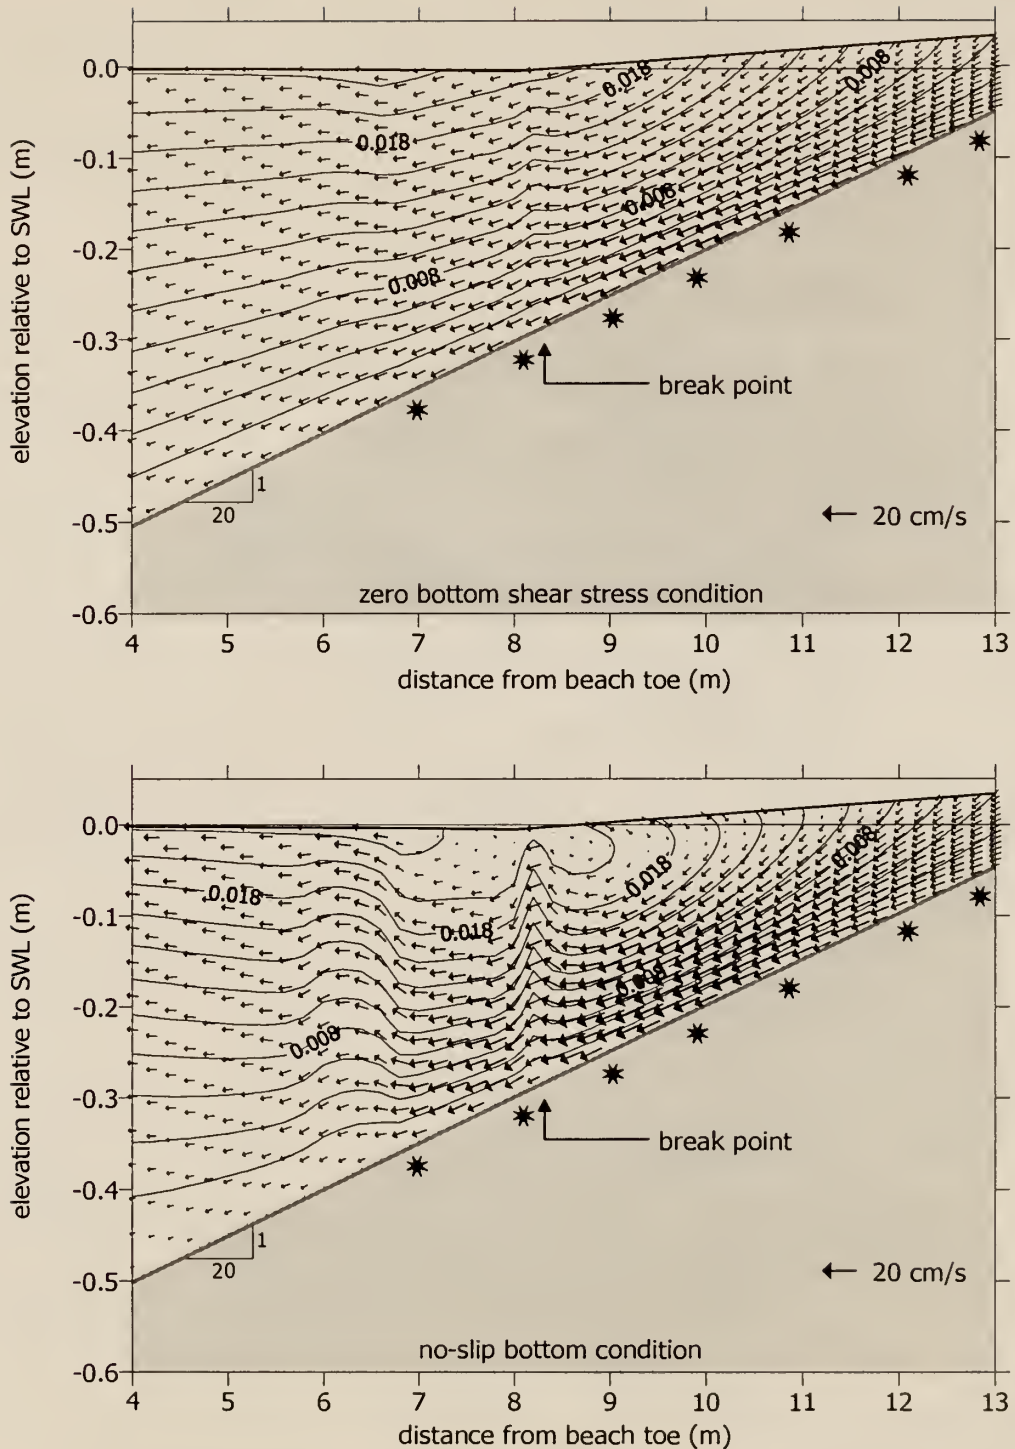 elevation relative to SWL (m)
0.0
-0.1
-0.2
-0.3
-0.4
-0.5
-0.6
0.018
0.008
0.018
0.008
0.008
break point
1
20
20 cm/s
zero bottom shear stress condition
4 5 6 7 8 9 10 11 12 13
distance from beach toe (m)
elevation relative to SWL (m)
0.0
-0.1
-0.2
-0.3
-0.4
-0.5
-0.6
0.018
0.018
0.018
0.008
0.008
0.008
break point
1
20
20 cm/s
no-slip bottom condition
4 5 6 7 8 9 10 11 12 13
distance from beach toe (m)